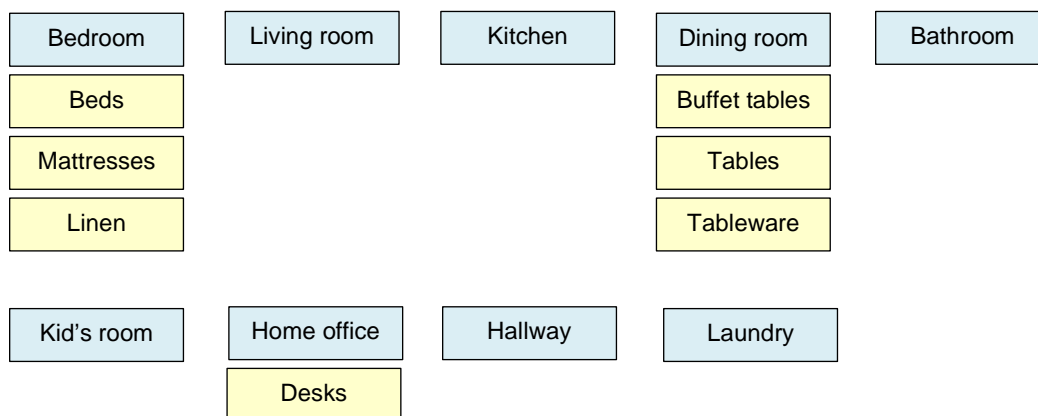 Bedroom
Living room
Kitchen
Dining room
Bathroom
Beds
Buffet tables
Mattresses
Tables
Linen
Tableware
Kid’s room
Home office
Hallway
Laundry
Desks